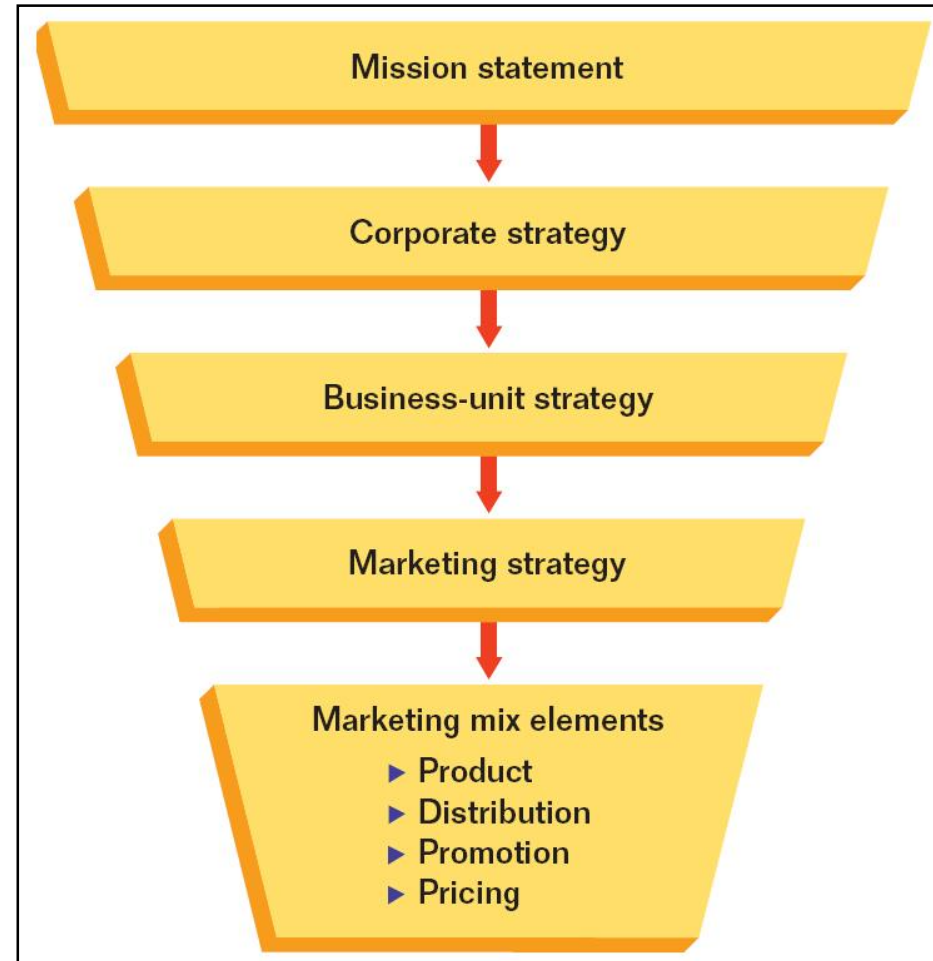 Mission statement
Corporate strategy
Business-unit strategy
Marketing strategy
Marketing mix elements
► Product
► Distribution
► Promotion
► Pricing